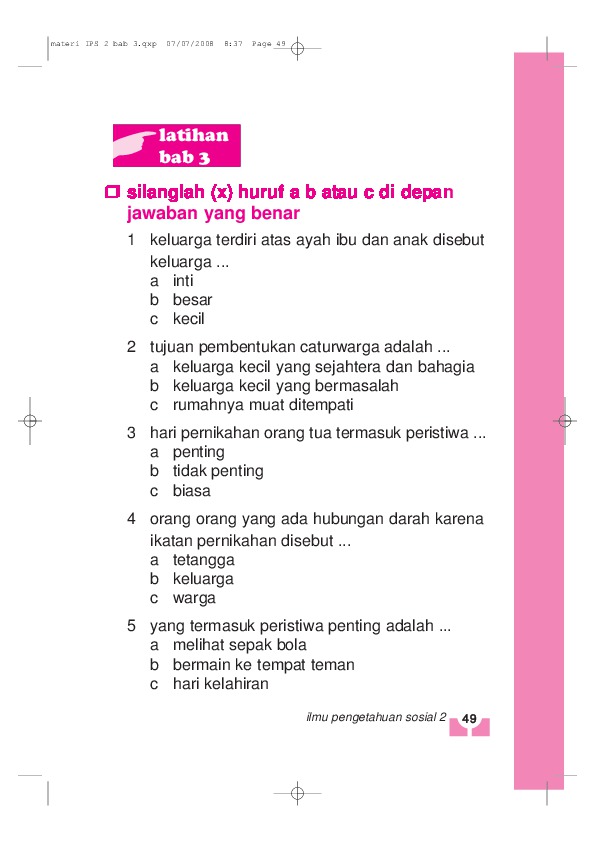 materi IPS 2 bab 3.qxp  07/07/2008  8:37  Page 49
latihan
bab 3
❒ silanglah (x) huruf a b atau c di depan
jawaban yang benar
1 keluarga terdiri atas ayah ibu dan anak disebut
keluarga ...
a inti
b besar
c kecil
2 tujuan pembentukan caturwarga adalah ...
a keluarga kecil yang sejahtera dan bahagia
b keluarga kecil yang bermasalah
c rumahnya muat ditempati
3 hari pernikahan orang tua termasuk peristiwa ...
a penting
b tidak penting
c biasa
4 orang orang yang ada hubungan darah karena
ikatan pernikahan disebut ...
a tetangga
b keluarga
c warga
5 yang termasuk peristiwa penting adalah ...
a melihat sepak bola
b bermain ke tempat teman
c hari kelahiran
ilmu pengetahuan sosial 2 49